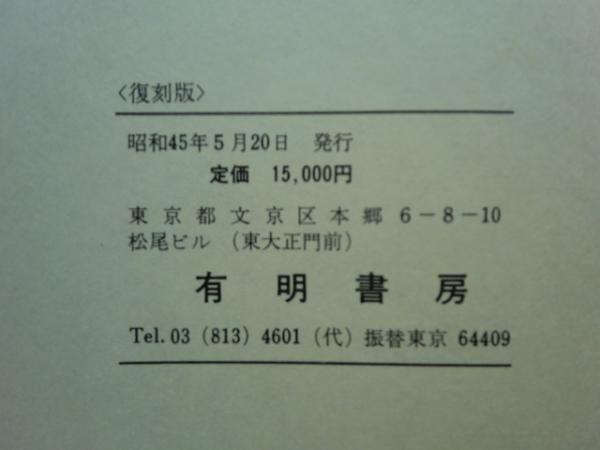 〈復刻版〉
昭和45年5月20日 発行
定価 15,000円
東京都文京区本郷 6-8-10
松尾ビル (東大正門前)
有明書房
Tel.03 (813) 4601 (代) 振替東京 64409